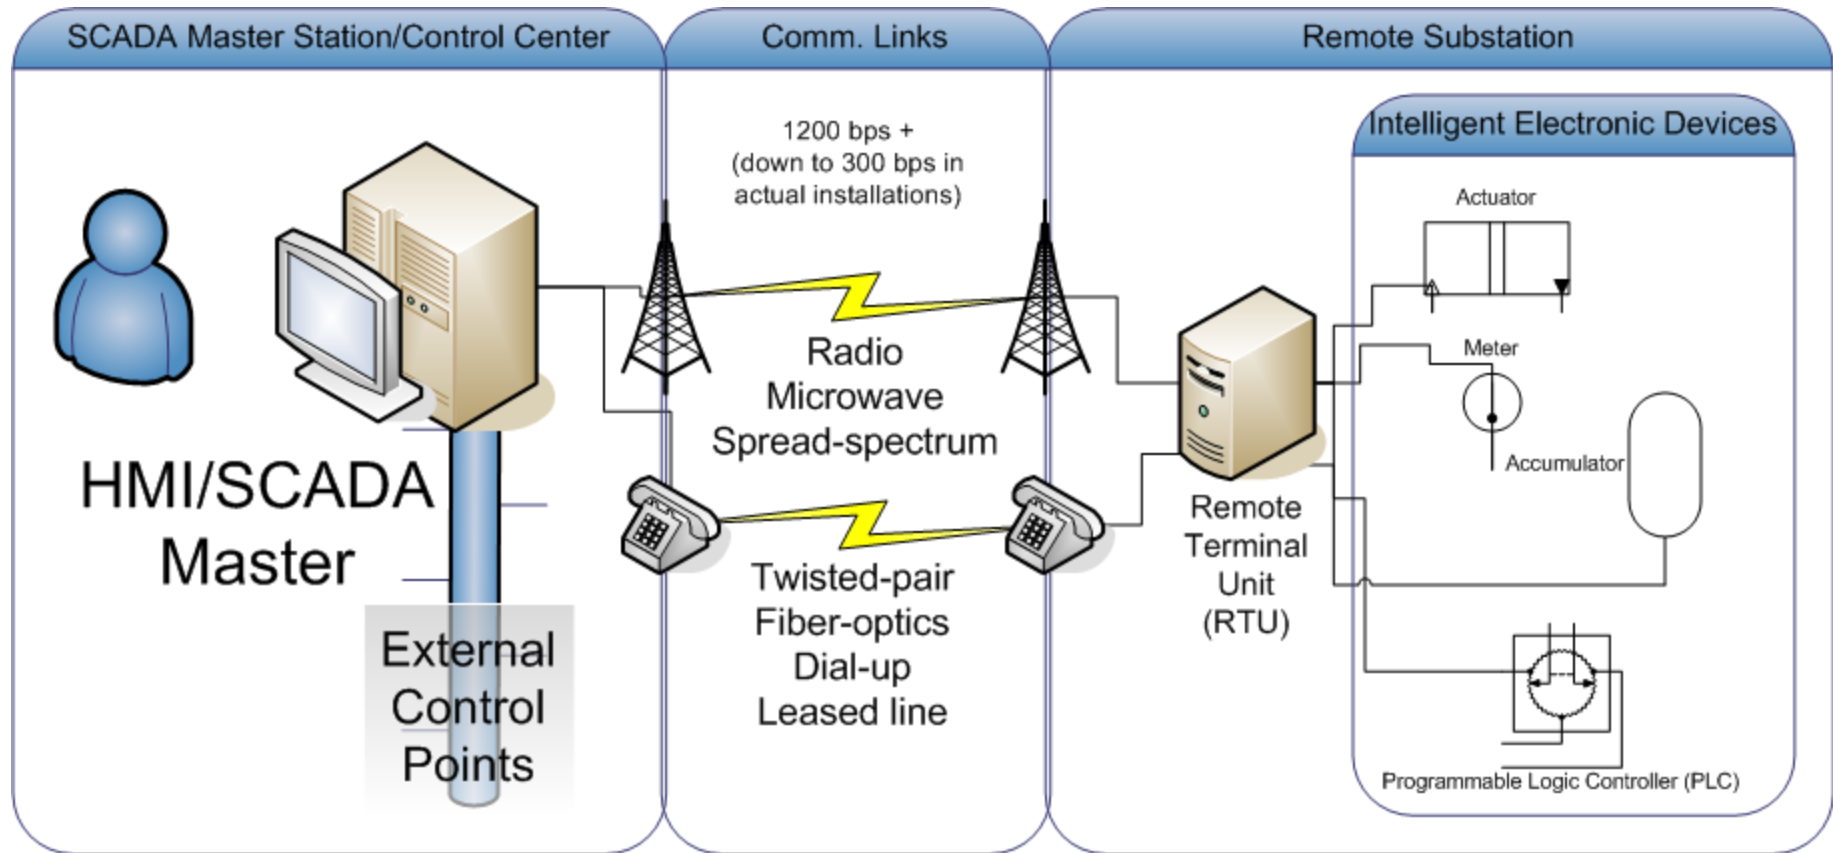 SCADA Master Station/Control Center
Comm. Links
Remote Substation
1200 bps +
(down to 300 bps in
actual installations)
Intelligent Electronic Devices
Actuator
Meter
Accumulator
Radio
Microwave
Spread-spectrum
HMI/SCADA
Master
Remote
Terminal
Unit
(RTU)
Twisted-pair
Fiber-optics
Dial-up
Leased line
External
Control
Points
Programmable Logic Controller (PLC)